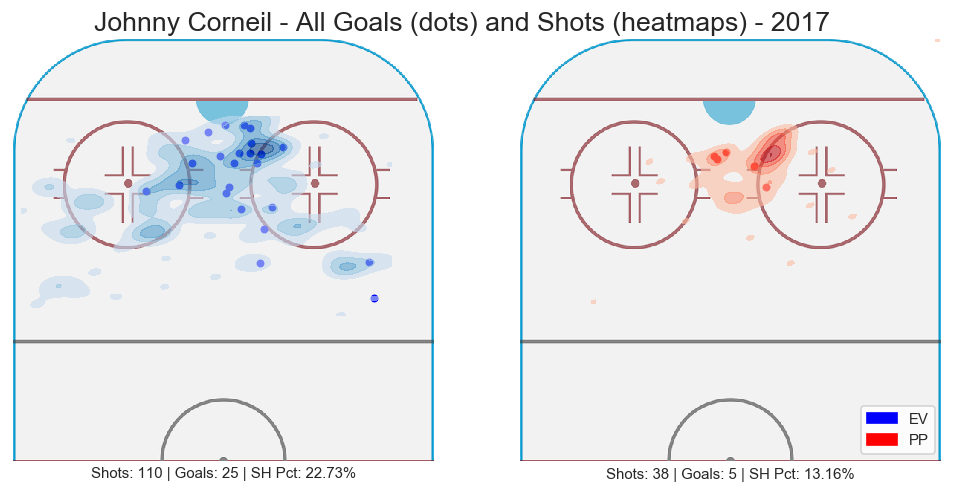 Johnny Corneil - All Goals (dots) and Shots (heatmaps) - 2017
EV
PP
Shots: 110 | Goals: 25 | SH Pct: 22.73%
Shots: 38 | Goals: 5 | SH Pct: 13.16%